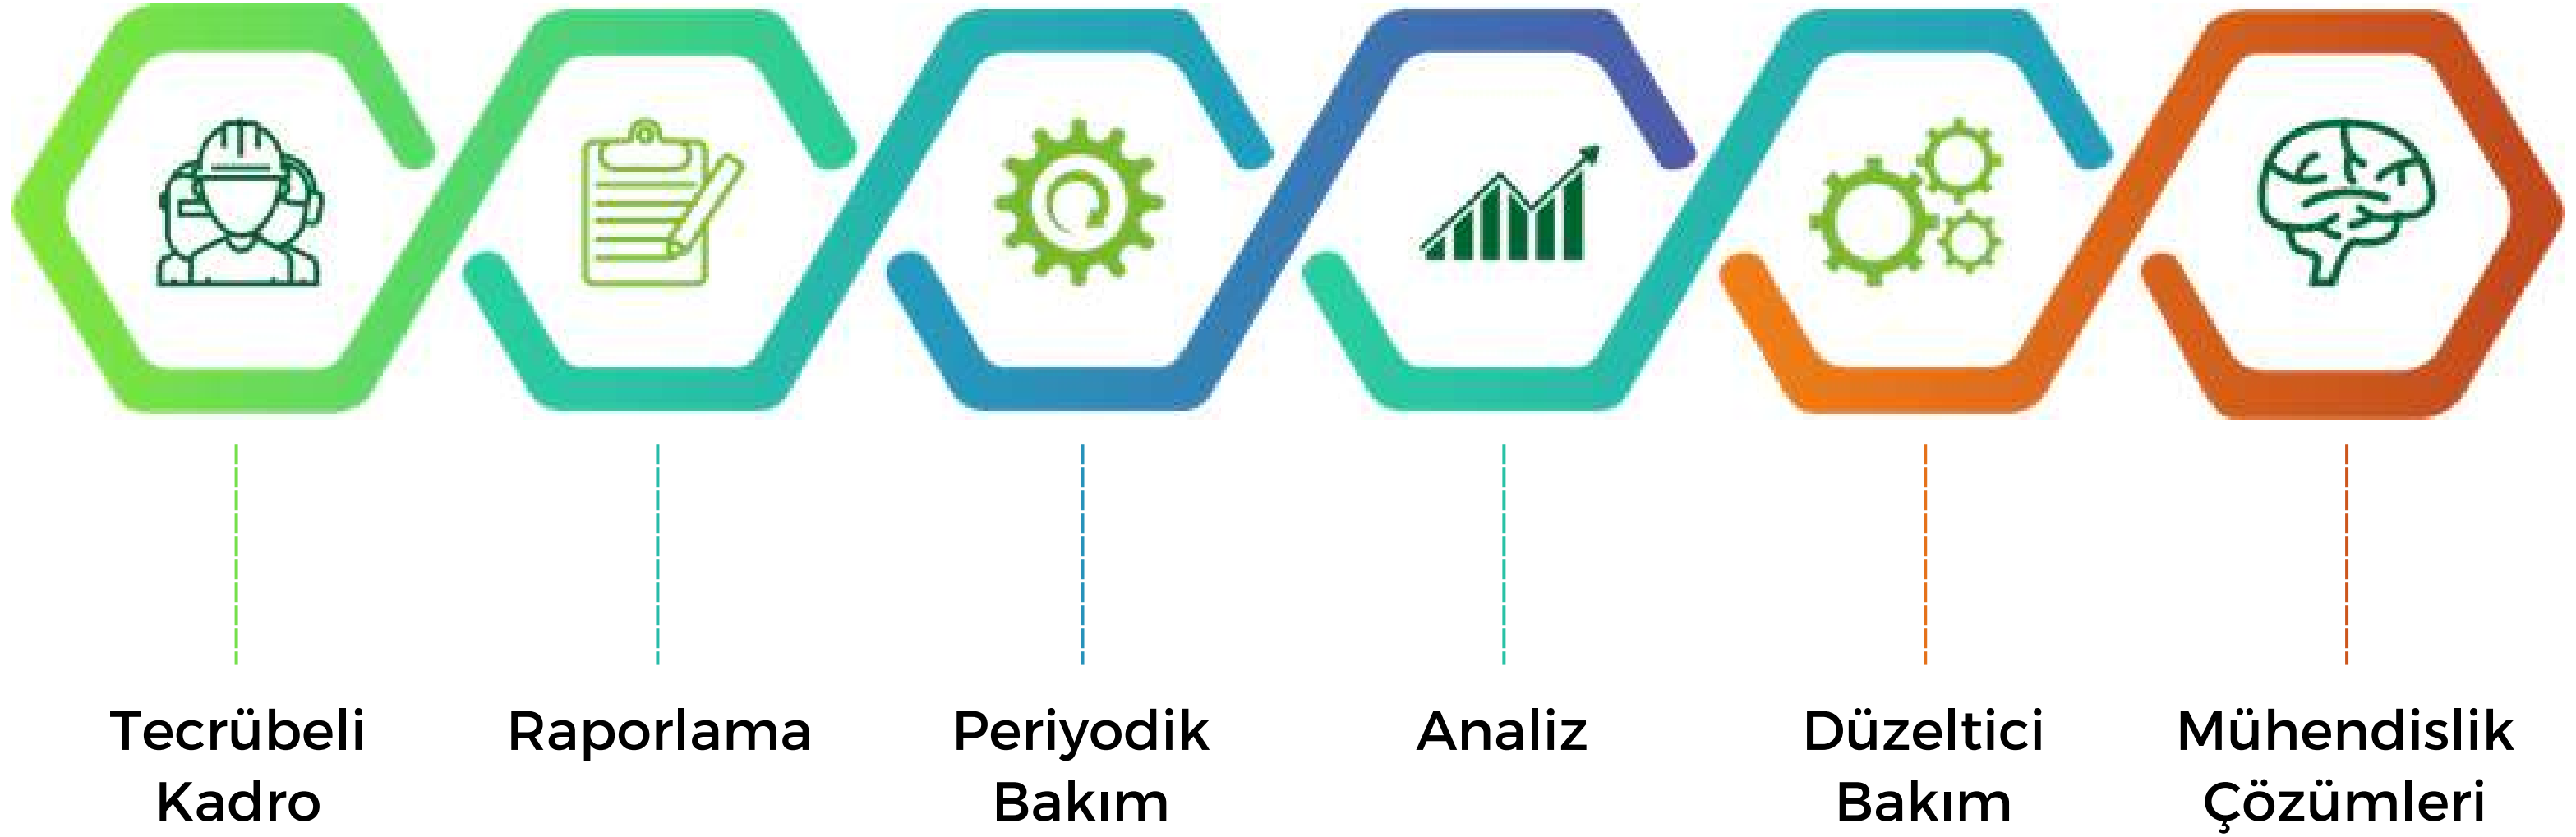 Tecrübeli
Kadro
Raporlama
Periyodik
Bakım
Analiz
Düzeltici
Bakım
Mühendislik
Çözümleri